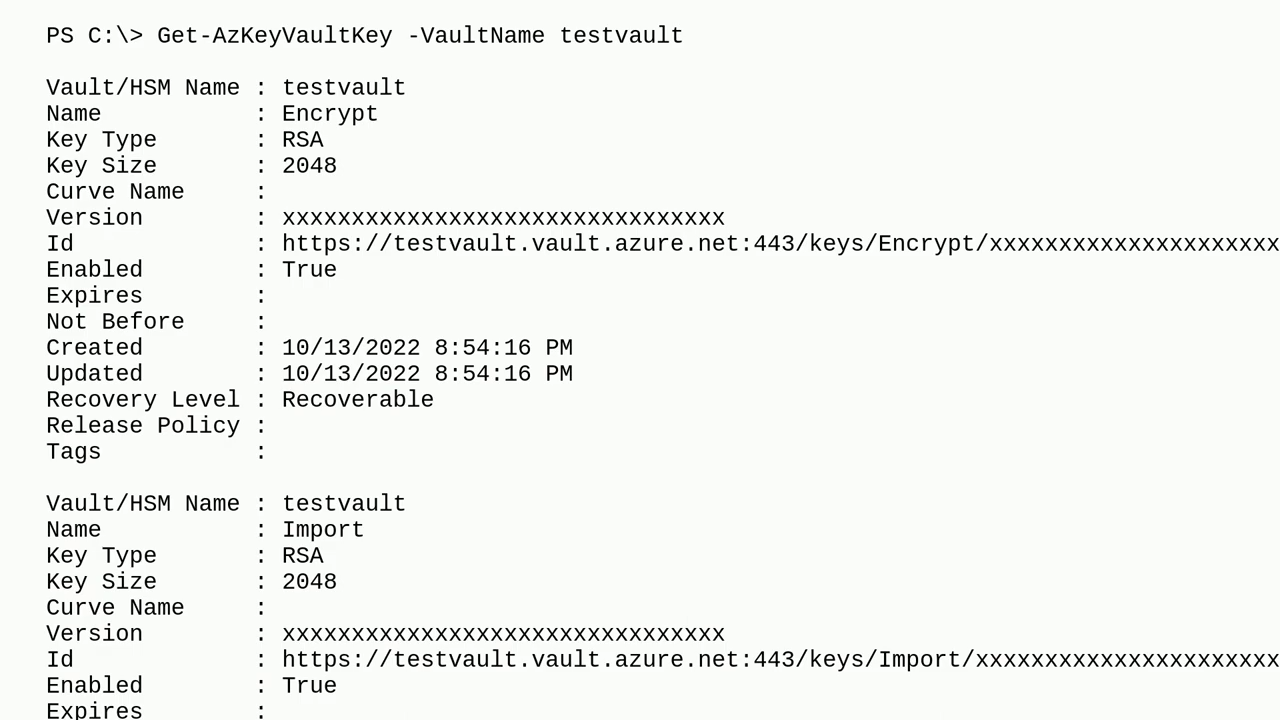 PS C:\> Get-AzKeyVaultKey -VaultName testvault

Vault/HSM Name : testvault
Name           : Encrypt
Key Type       : RSA
Key Size       : 2048
Curve Name     :
Version        : xxxxxxxxxxxxxxxxxxxxxxxxxxxxxxxx
Id             : https://testvault.vault.azure.net:443/keys/Encrypt/xxxxxxxxxxxxxxxxxxxxx
Enabled        : True
Expires        :
Not Before     :
Created        : 10/13/2022 8:54:16 PM
Updated        : 10/13/2022 8:54:16 PM
Recovery Level : Recoverable
Release Policy :
Tags           :

Vault/HSM Name : testvault
Name           : Import
Key Type       : RSA
Key Size       : 2048
Curve Name     :
Version        : xxxxxxxxxxxxxxxxxxxxxxxxxxxxxxxx
Id             : https://testvault.vault.azure.net:443/keys/Import/xxxxxxxxxxxxxxxxxxxxxx
Enabled        : True
Expires        :